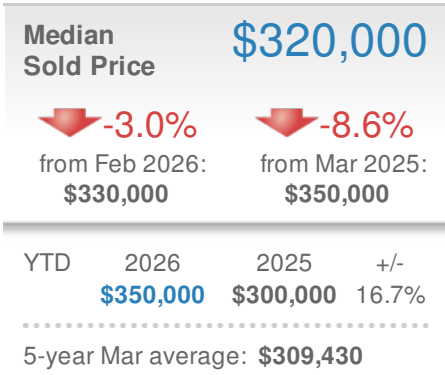 Median
Sold Price
$320,000
-3.0%
from Feb 2026:
$330,000
-8.6%
from Mar 2025:
$350,000
YTD 2026 2025 +/-
$350,000 $300,000 16.7%
5-year Mar average: $309,430